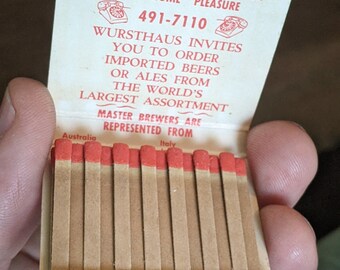 PLEASURE
491-7110
WURSTHAUS INVITES
YOU TO ORDER
IMPORTED BEERS
OR ALES FROM
THE WORLD'S
LARGEST ASSORTMENT
MASTER BREWERS ARE
REPRESENTED FROM
Australia Italy